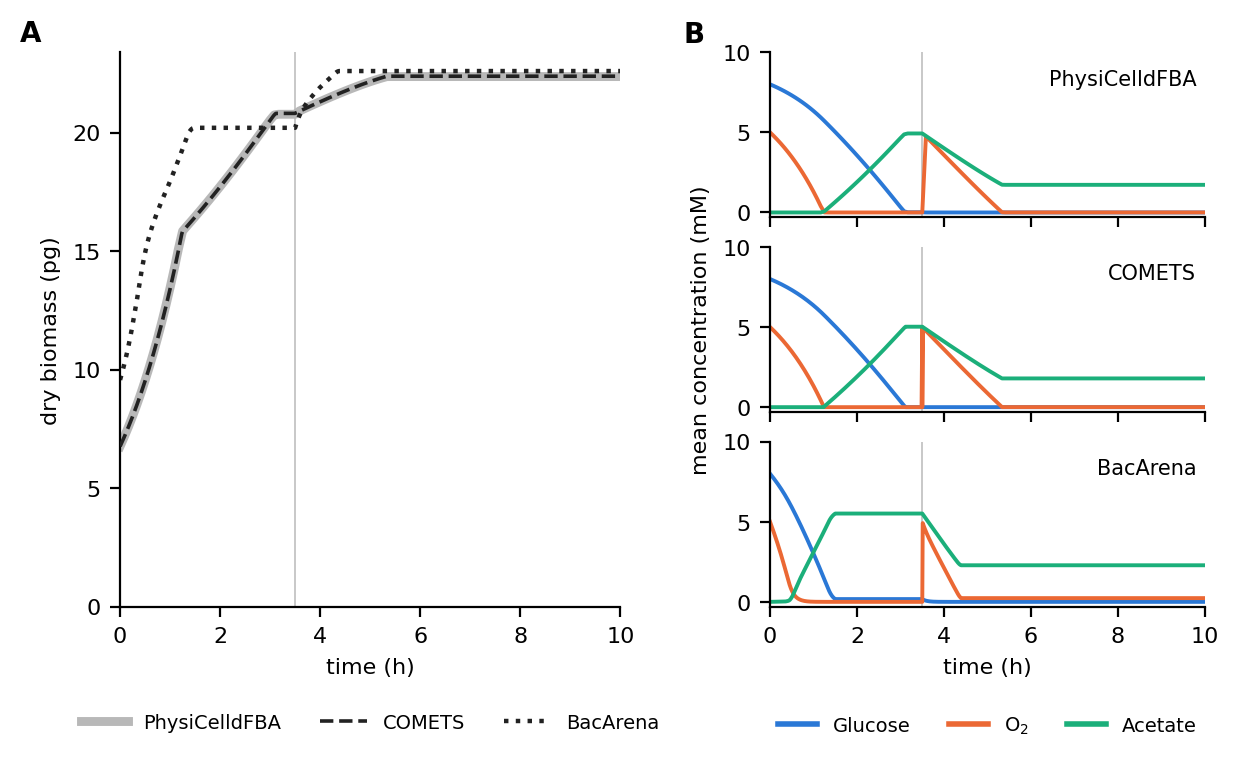 A
dry biomass (pg)
20
15
10
5
0
0 2 4 6 8 10
time (h)
PhysiCelldFBA COMETS BacArena
B
mean concentration (mM)
10
5
0
PhysiCelldFBA
10
5
0
COMETS
10
5
0
BacArena
0 2 4 6 8 10
time (h)
Glucose O₂ Acetate